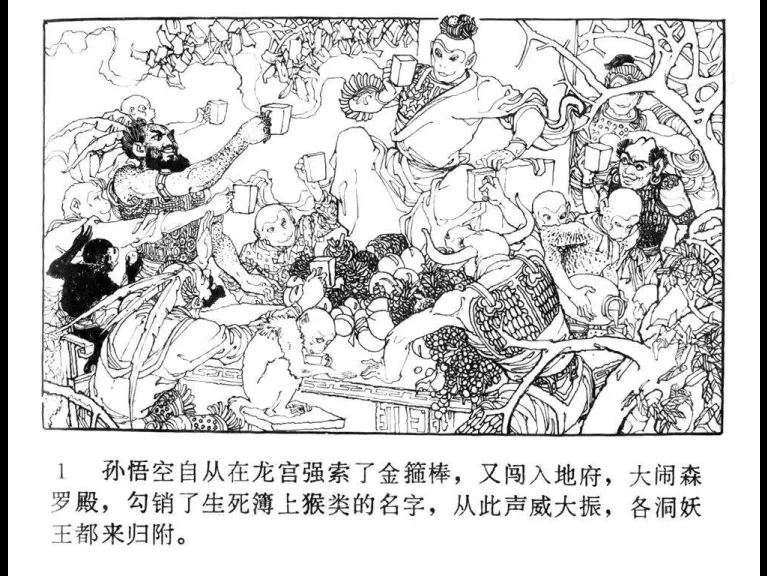 1 孙悟空自从在龙宫强索了金箍棒，又闯入地府，大闹森
罗殿，勾销了生死簿上猴类的名字，从此声威大振，各洞妖
王都来归附。